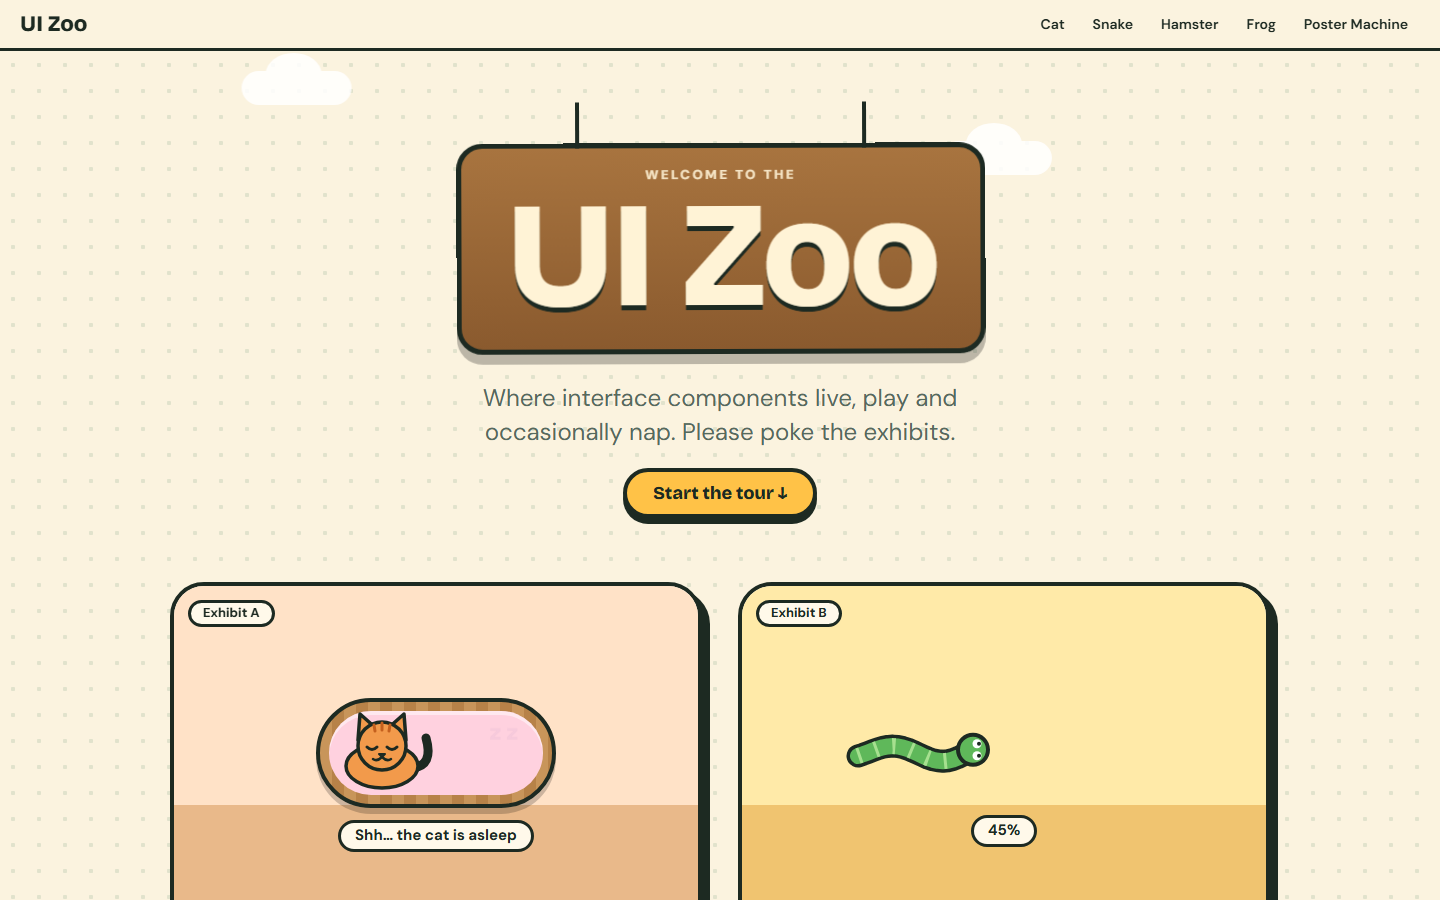 UI Zoo
Cat
Snake
Hamster
Frog
Poster Machine
WELCOME TO THE
UI Zoo
Where interface components live, play and
occasionally nap. Please poke the exhibits.
Start the tour ↓
Exhibit A
Exhibit B
z z
Shh... the cat is asleep
45%